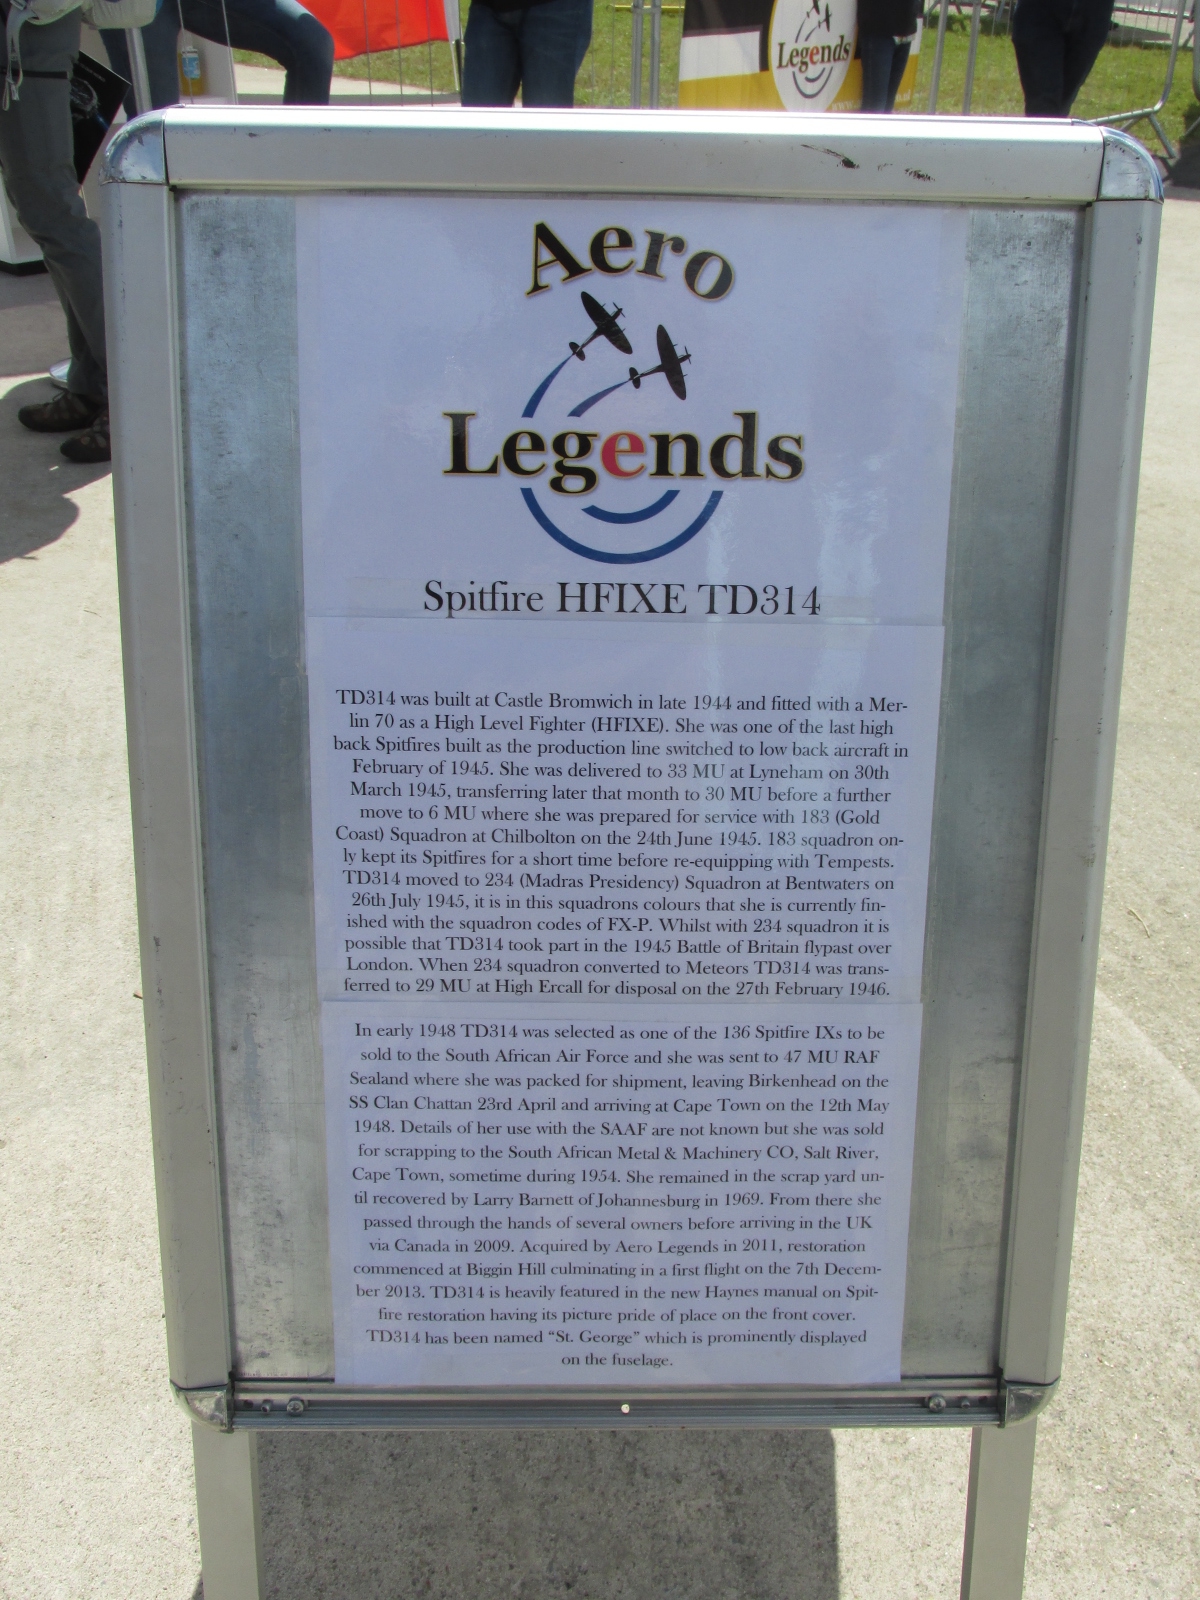 Legends
Aero
Legends
Spitfire HFIXE TD314
TD314 was built at Castle Bromwich in late 1944 and fitted with a Mer-
lin 70 as a High Level Fighter (HFIXE). She was one of the last high
back Spitfires built as the production line switched to low back aircraft in
February of 1945. She was delivered to 33 MU at Lyneham on 30th
March 1945, transferring later that month to 30 MU before a further
move to 6 MU where she was prepared for service with 183 (Gold
Coast) Squadron at Chilbolton on the 24th June 1945. 183 squadron on-
ly kept its Spitfires for a short time before re-equipping with Tempests.
TD314 moved to 234 (Madras Presidency) Squadron at Bentwaters on
26th July 1945, it is in this squadrons colours that she is currently fin-
ished with the squadron codes of FX-P. Whilst with 234 squadron it is
possible that TD314 took part in the 1945 Battle of Britain flypast over
London. When 234 squadron converted to Meteors TD314 was trans-
ferred to 29 MU at High Ercall for disposal on the 27th February 1946.
In early 1948 TD314 was selected as one of the 136 Spitfire IXs to be
sold to the South African Air Force and she was sent to 47 MU RAF
Sealand where she was packed for shipment, leaving Birkenhead on the
SS Clan Chattan 23rd April and arriving at Cape Town on the 12th May
1948. Details of her use with the SAAF are not known but she was sold
for scrapping to the South African Metal & Machinery CO, Salt River,
Cape Town, sometime during 1954. She remained in the scrap yard un-
til recovered by Larry Barnett of Johannesburg in 1969. From there she
passed through the hands of several owners before arriving in the UK
via Canada in 2009. Acquired by Aero Legends in 2011, restoration
commenced at Biggin Hill culminating in a first flight on the 7th Decem-
ber 2013. TD314 is heavily featured in the new Haynes manual on Spit-
fire restoration having its picture pride of place on the front cover.
TD314 has been named “St. George” which is prominently displayed
on the fuselage.